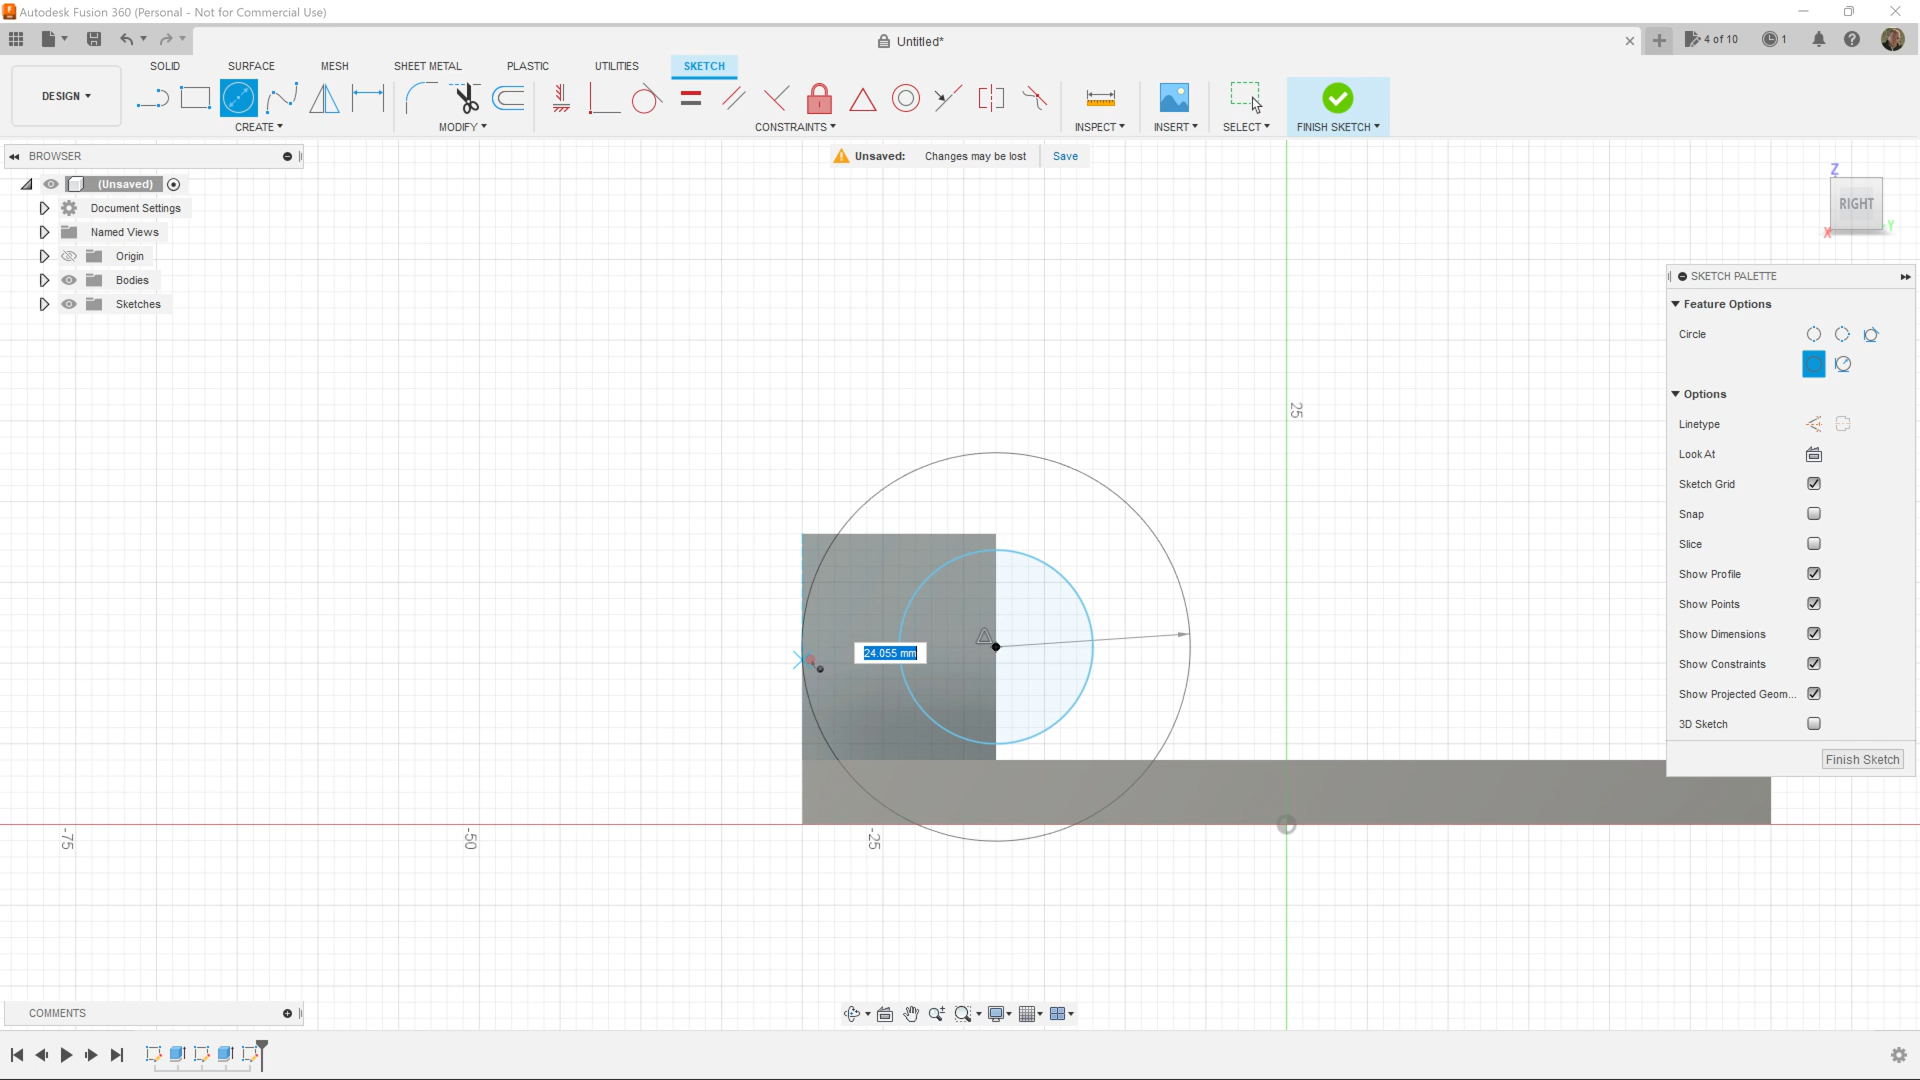 Autodesk Fusion 360 (Personal - Not for Commercial Use)
Untitled*
4 of 10
1
SOLID
SURFACE
MESH
SHEET METAL
PLASTIC
UTILITIES
SKETCH
DESIGN
CREATE
MODIFY
CONSTRAINTS
INSPECT
INSERT
SELECT
FINISH SKETCH
BROWSER
Unsaved: Changes may be lost Save
(Unsaved)
Document Settings
Named Views
Origin
Bodies
Sketches
Z
RIGHT
X
Y
SKETCH PALETTE
Feature Options
Circle
Options
Linetype
Look At
Sketch Grid
Snap
Slice
Show Profile
Show Points
Show Dimensions
Show Constraints
Show Projected Geom...
3D Sketch
Finish Sketch
25
24.055 mm
-75
-50
-25
COMMENTS